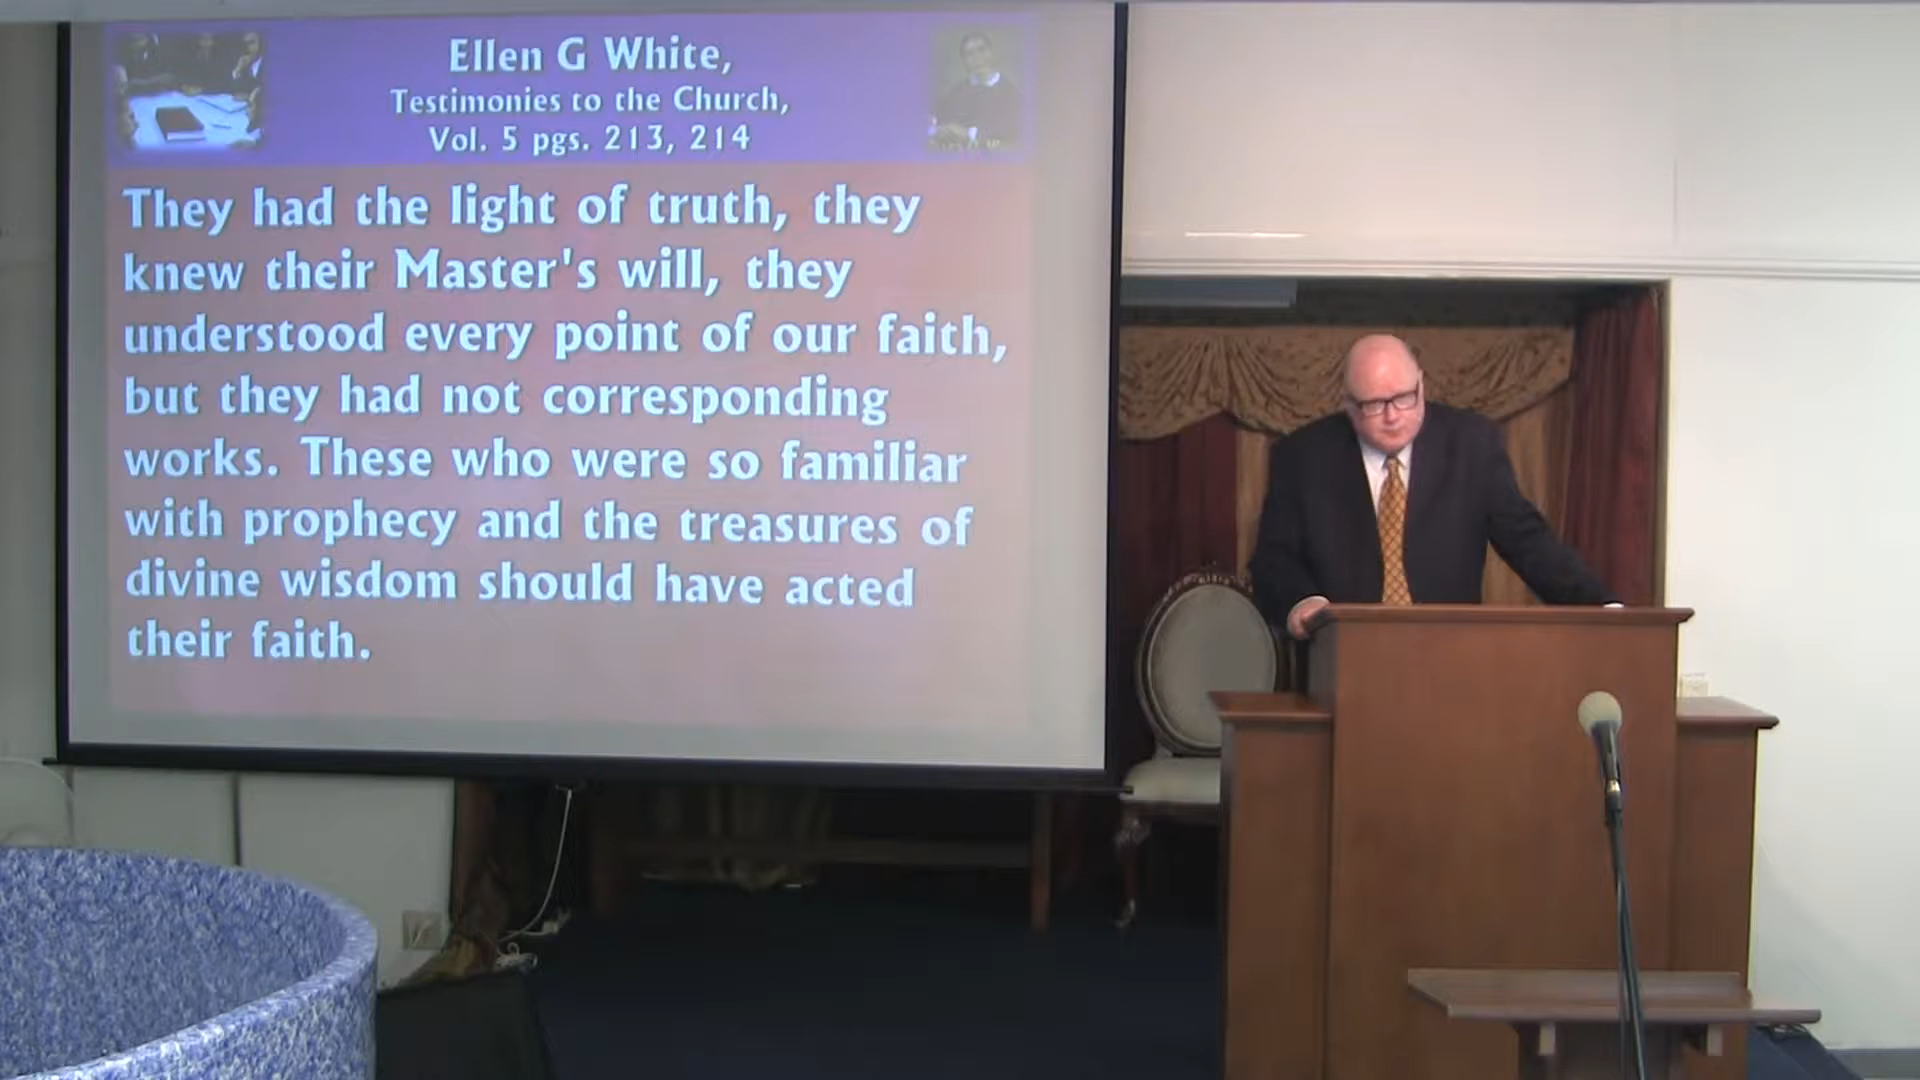 Ellen G White,
Testimonies to the Church,
Vol. 5 pgs. 213, 214
They had the light of truth, they
knew their Master's will, they
understood every point of our faith,
but they had not corresponding
works. These who were so familiar
with prophecy and the treasures of
divine wisdom should have acted
their faith.